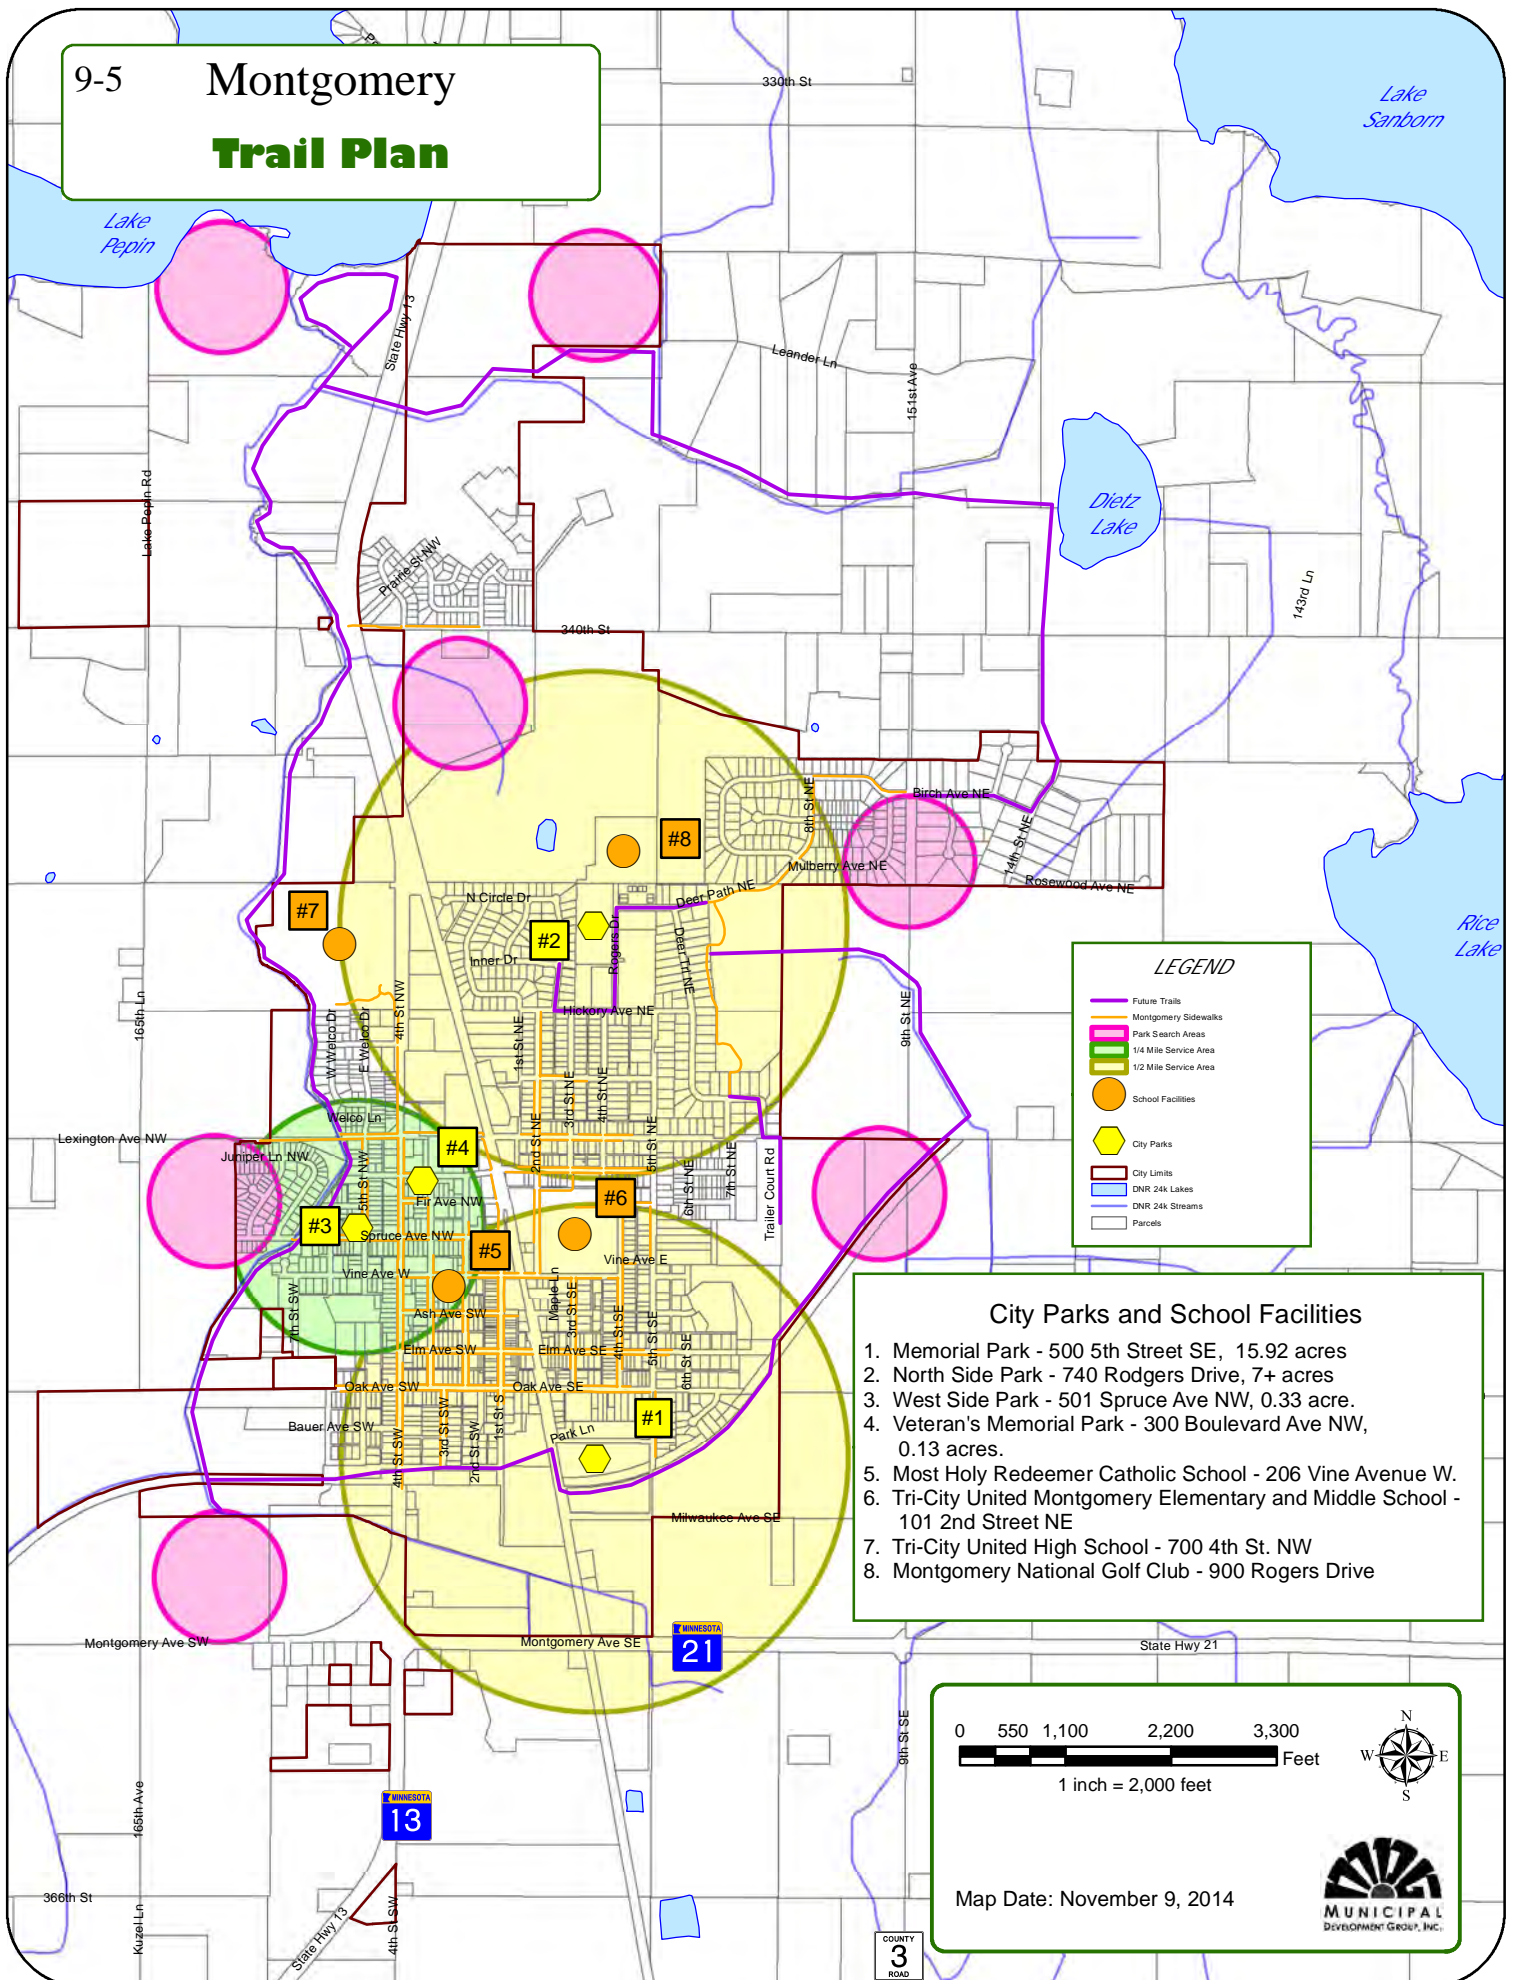 9-5 Montgomery
Trail Plan
330th St
Lake
Sanborn
Lake
Pepin
State Hwy 13
Leander Ln
151st Ave
Lake Pepin Rd
Dietz
Lake
Prairie St NW
143rd Ln
340th St
8th St NE
Birch Ave NE
#8
14th St NE
Mulberry Ave NE
Rosewood Ave NE
Deer Path NE
N Circle Dr
#7
#2
Rogers Dr
Deer Trl NE
Inner Dr
Rice
Lake
Hickory Ave NE
4th St NW
165th Ln
W Welco Dr
E Welco Dr
1st St NE
9th St NE
3rd St NE
4th St NE
Welco Ln
Lexington Ave NW
#4
2nd St NE
5th St NE
Juniper Ln NW
5th St NW
6th St NE
7th St NE
Trailer Court Rd
Fir Ave NW
#6
#3
Spruce Ave NW
#5
Vine Ave E
Vine Ave W
Maple Ln
3rd St SE
7th St SW
Ash Ave SW
4th St SE
5th St SE
6th St SE
Elm Ave SW
Elm Ave SE
Oak Ave SW
Oak Ave SE
1st St S
Bauer Ave SW
3rd St SW
2nd St SW
4th St SW
Park Ln
#1
Milwaukee Ave SE
Montgomery Ave SW
Montgomery Ave SE
MINNESOTA
21
State Hwy 21
9th St SE
MINNESOTA
13
165th Ave
366th St
Kuzel Ln
State Hwy 13
4th St SW
COUNTY
3
ROAD
LEGEND
Future Trails
Montgomery Sidewalks
Park Search Areas
1/4 Mile Service Area
1/2 Mile Service Area
School Facilities
City Parks
City Limits
DNR 24k Lakes
DNR 24k Streams
Parcels
City Parks and School Facilities
1. Memorial Park - 500 5th Street SE, 15.92 acres
2. North Side Park - 740 Rodgers Drive, 7+ acres
3. West Side Park - 501 Spruce Ave NW, 0.33 acre.
4. Veteran's Memorial Park - 300 Boulevard Ave NW,
0.13 acres.
5. Most Holy Redeemer Catholic School - 206 Vine Avenue W.
6. Tri-City United Montgomery Elementary and Middle School -
101 2nd Street NE
7. Tri-City United High School - 700 4th St. NW
8. Montgomery National Golf Club - 900 Rogers Drive
0 550 1,100 2,200 3,300
Feet
1 inch = 2,000 feet
N
W E
S
Map Date: November 9, 2014
MUNICIPAL
DEVELOPMENT GROUP, INC.